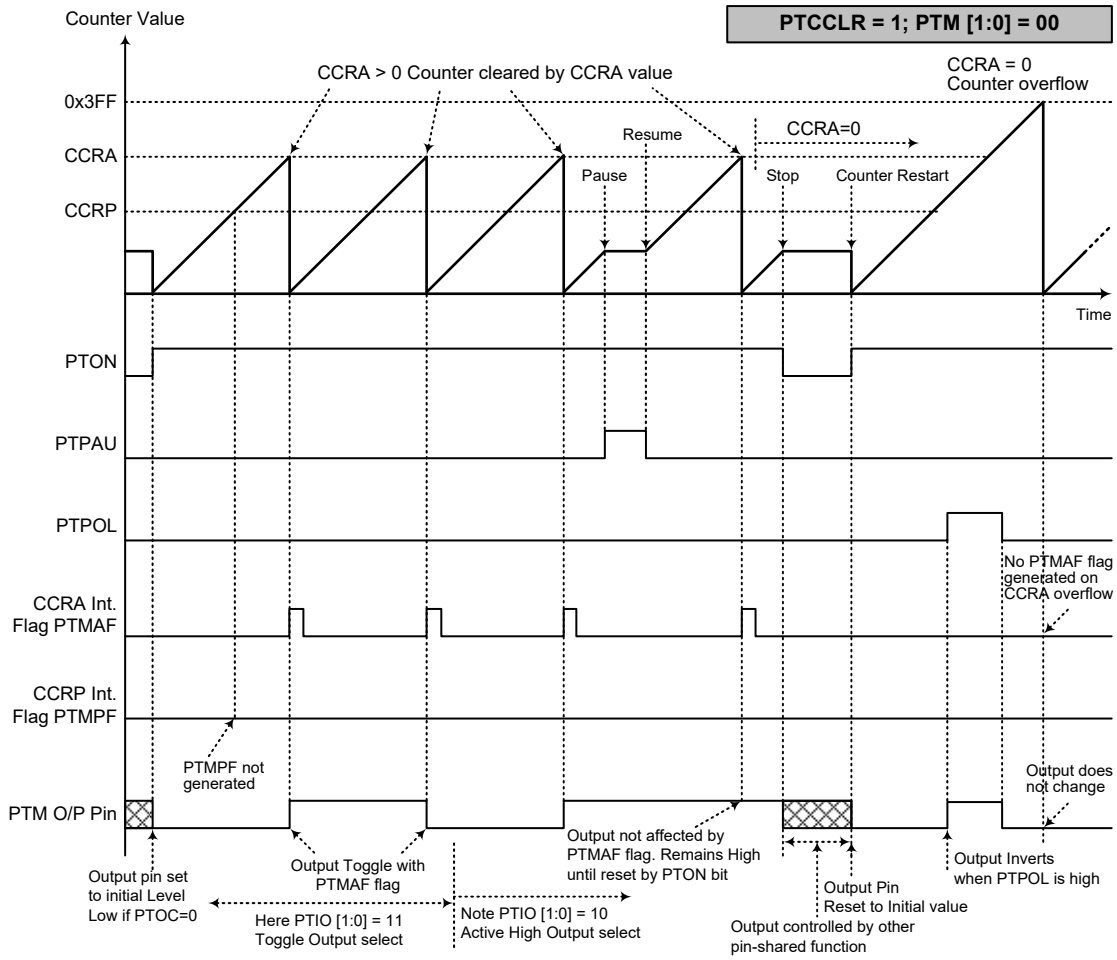 Counter Value
PTCCLR = 1; PTM [1:0] = 00
CCRA > 0 Counter cleared by CCRA value
CCRA = 0
Counter overflow
0x3FF
Resume
CCRA=0
CCRA
Pause
Stop
Counter Restart
CCRP
Time
PTON
PTPAU
PTPOL
No PTMAF flag
generated on
CCRA overflow
CCRA Int.
Flag PTMAF
CCRP Int.
Flag PTMPF
PTMPF not
generated
Output does
not change
PTM O/P Pin
Output pin set
to initial Level
Low if PTOC=0
Output Toggle with
PTMAF flag
Output not affected by
PTMAF flag. Remains High
until reset by PTON bit
Output Inverts
when PTPOL is high
Here PTIO [1:0] = 11
Toggle Output select
Note PTIO [1:0] = 10
Active High Output select
Output Pin
Reset to Initial value
Output controlled by other
pin-shared function